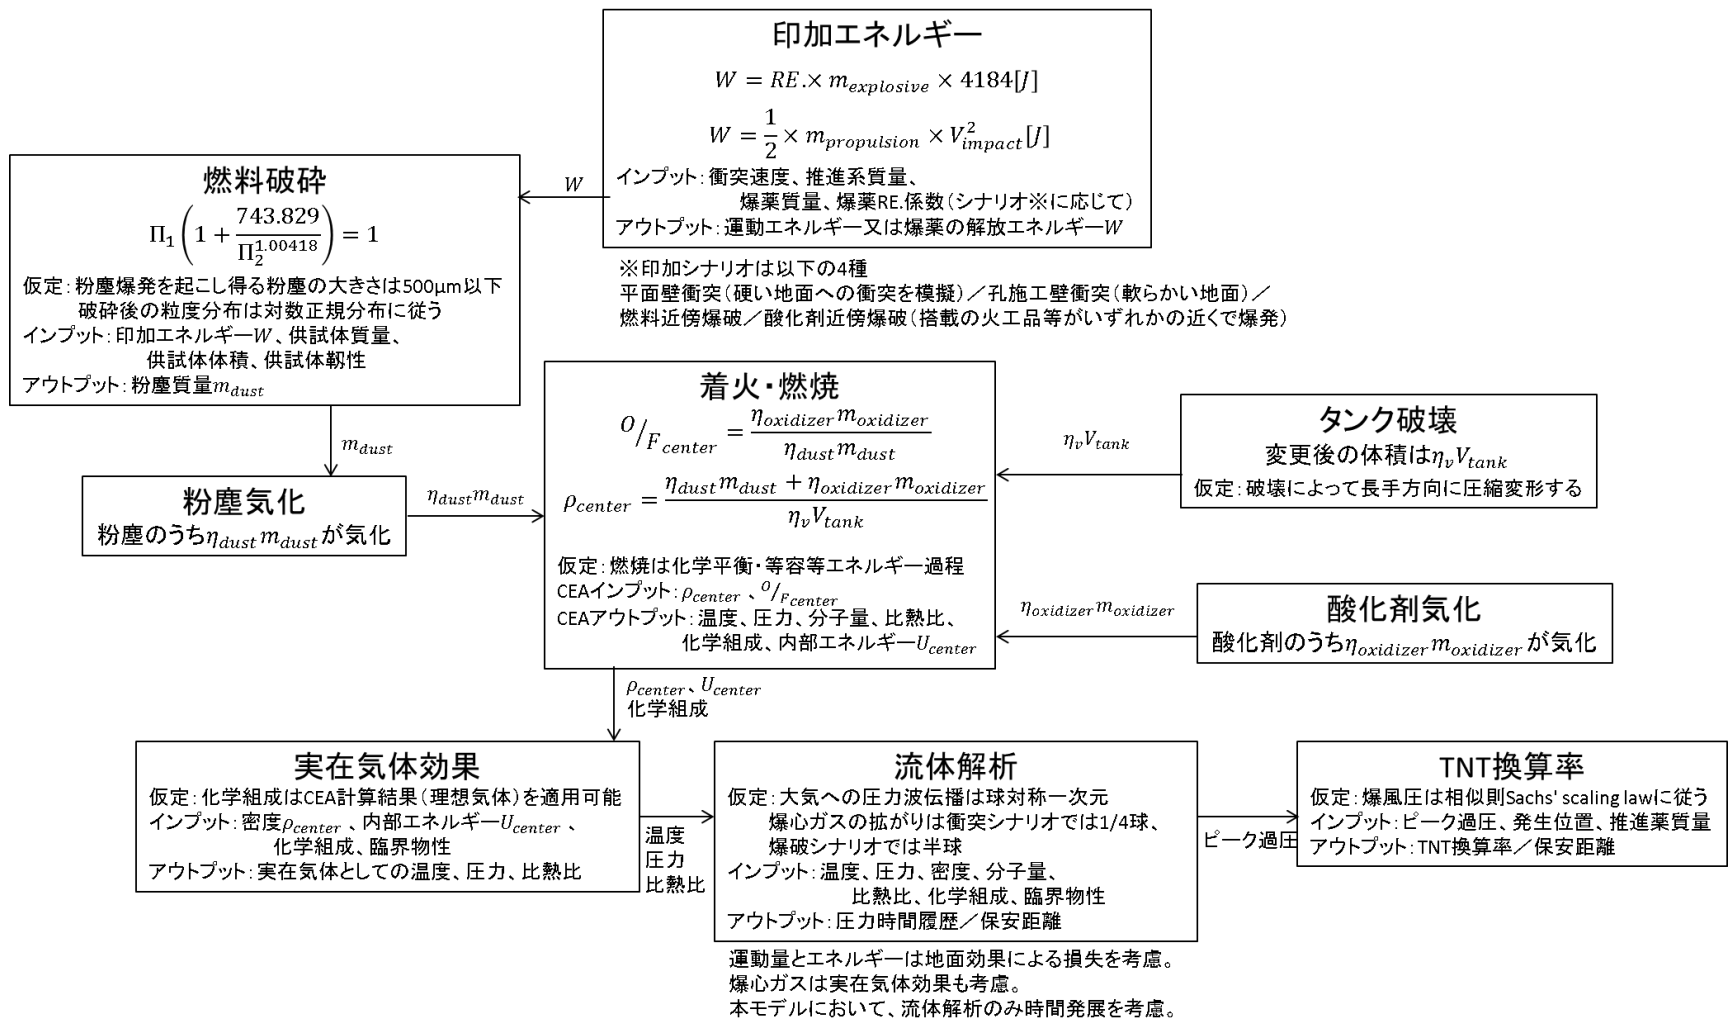 印加エネルギー
W = RE.× m_explosive × 4184[J]
W = 1/2 × m_propulsion × V²_impact[J]
インプット：衝突速度、推進系質量、
爆薬質量、爆薬RE.係数（シナリオ※に応じて）
アウトプット：運動エネルギー又は爆薬の解放エネルギーW
※印加シナリオは以下の4種
平面壁衝突（硬い地面への衝突を模擬）／孔施工壁衝突（軟らかい地面）／
燃料近傍爆破／酸化剤近傍爆破（搭載の火工品等がいずれかの近くで爆発）
W
燃料破砕
Π₁(1 + 743.829/Π₂^1.00418) = 1
仮定：粉塵爆発を起こし得る粉塵の大きさは500μm以下
破砕後の粒度分布は対数正規分布に従う
インプット：印加エネルギーW、供試体質量、
供試体体積、供試体靱性
アウトプット：粉塵質量m_dust
m_dust
粉塵気化
粉塵のうちη_dust m_dustが気化
η_dust m_dust
着火・燃焼
O/F_center = η_oxidizer m_oxidizer / η_dust m_dust
ρ_center = (η_dust m_dust + η_oxidizer m_oxidizer) / η_v V_tank
仮定：燃焼は化学平衡・等容等エネルギー過程
CEAインプット：ρ_center 、O/F_center
CEAアウトプット：温度、圧力、分子量、比熱比、
化学組成、内部エネルギーU_center
η_v V_tank
タンク破壊
変更後の体積はη_v V_tank
仮定：破壊によって長手方向に圧縮変形する
η_oxidizer m_oxidizer
酸化剤気化
酸化剤のうちη_oxidizer m_oxidizerが気化
ρ_center 、U_center
化学組成
実在気体効果
仮定：化学組成はCEA計算結果（理想気体）を適用可能
インプット：密度ρ_center 、内部エネルギーU_center 、
化学組成、臨界物性
アウトプット：実在気体としての温度、圧力、比熱比
温度
圧力
比熱比
流体解析
仮定：大気への圧力波伝播は球対称一次元
爆心ガスの拡がりは衝突シナリオでは1/4球、
爆破シナリオでは半球
インプット：温度、圧力、密度、分子量、
比熱比、化学組成、臨界物性
アウトプット：圧力時間履歴／保安距離
運動量とエネルギーは地面効果による損失を考慮。
爆心ガスは実在気体効果も考慮。
本モデルにおいて、流体解析のみ時間発展を考慮。
ピーク過圧
TNT換算率
仮定：爆風圧は相似則Sachs' scaling lawに従う
インプット：ピーク過圧、発生位置、推進薬質量
アウトプット：TNT換算率／保安距離